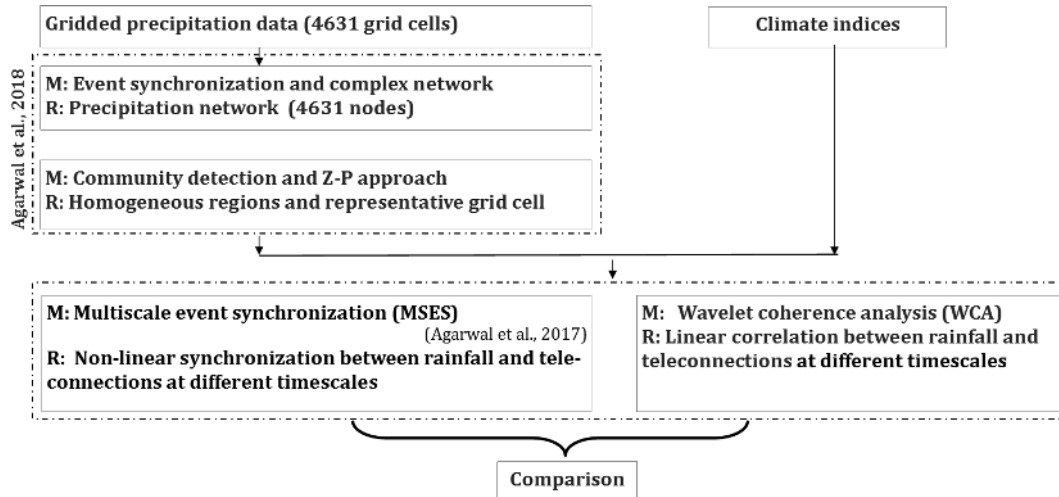 Gridded precipitation data (4631 grid cells)
Climate indices
Agarwal et al., 2018
M: Event synchronization and complex network
R: Precipitation network (4631 nodes)
M: Community detection and Z-P approach
R: Homogeneous regions and representative grid cell
M: Multiscale event synchronization (MSES)
(Agarwal et al., 2017)
R: Non-linear synchronization between rainfall and tele-
connections at different timescales
M: Wavelet coherence analysis (WCA)
R: Linear correlation between rainfall and
teleconnections at different timescales
Comparison